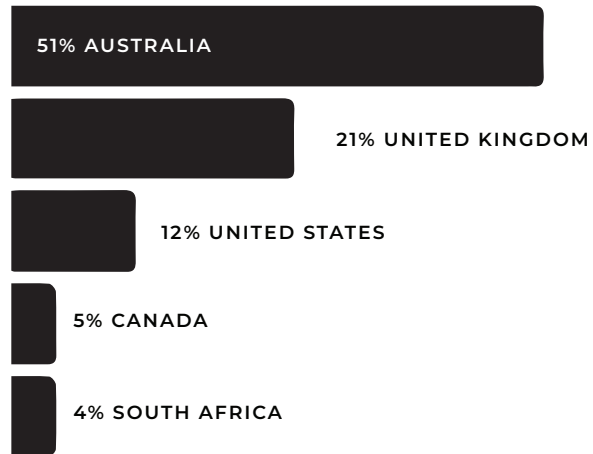 51% AUSTRALIA
21% UNITED KINGDOM
12% UNITED STATES
5% CANADA
4% SOUTH AFRICA